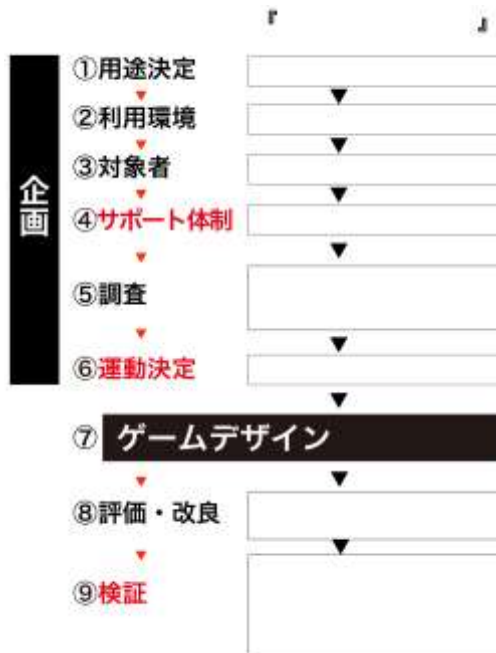 『　　　　　』
企画
①用途決定
②利用環境
③対象者
④サポート体制
⑤調査
⑥運動決定
⑦ ゲームデザイン
⑧評価・改良
⑨検証